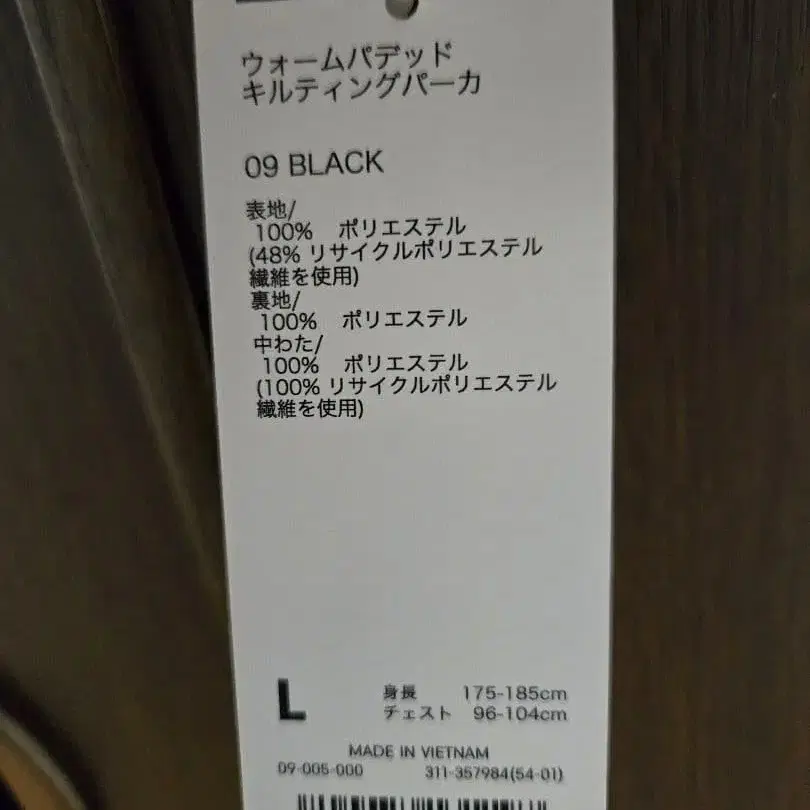 ウォームパデッド
キルティングパーカ
09 BLACK
表地/
100% ポリエステル
(48% リサイクルポリエステル
繊維を使用)
裏地/
100% ポリエステル
中わた/
100% ポリエステル
(100% リサイクルポリエステル
繊維を使用)
L 身長 175-185cm
チェスト 96-104cm
MADE IN VIETNAM
09-005-000 311-357984(54-01)